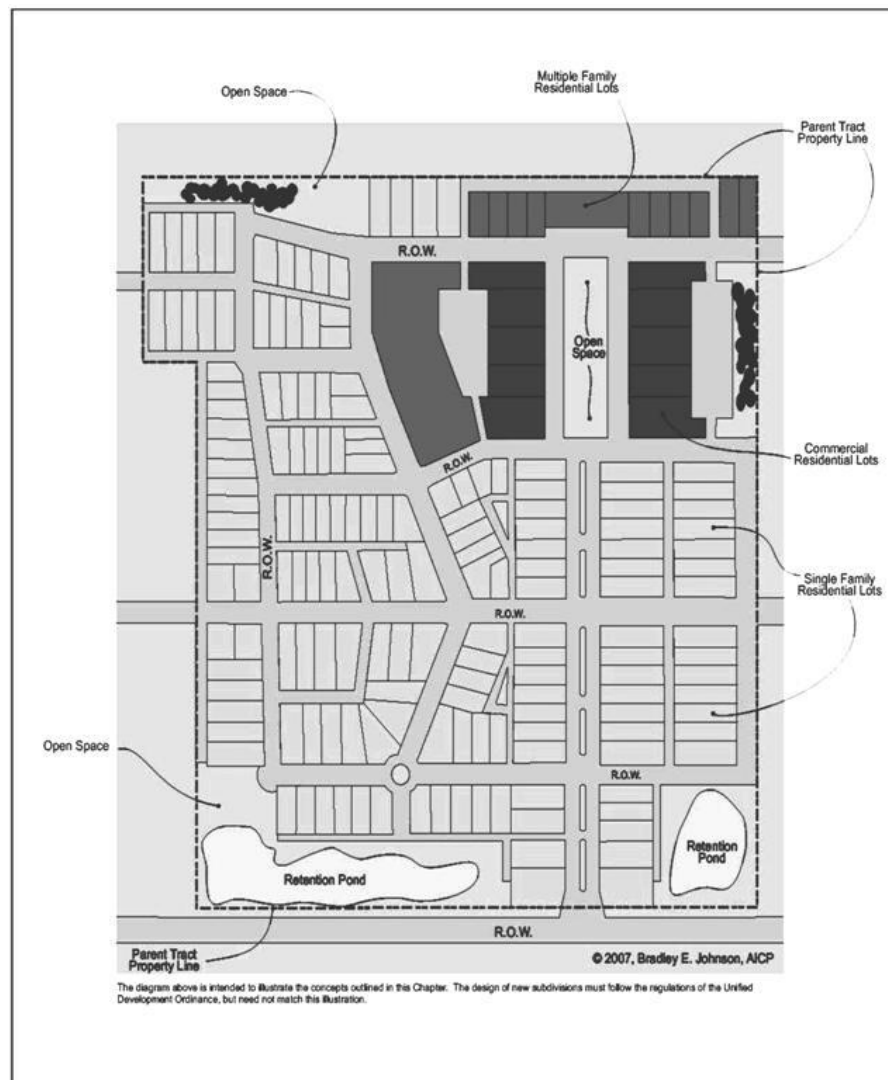 Multiple Family
Residential Lots
Open Space
Parent Tract
Property Line
R.O.W.
Open
Space
Commercial
Residential Lots
R.O.W.
R.O.W.
R.O.W.
Single Family
Residential Lots
Open Space
R.O.W.
Retention
Pond
Retention Pond
R.O.W.
Parent Tract
Property Line
© 2007, Bradley E. Johnson, AICP
The diagram above is intended to illustrate the concepts outlined in this Chapter. The design of new subdivisions must follow the regulations of the Unified
Development Ordinance, but need not match this illustration.